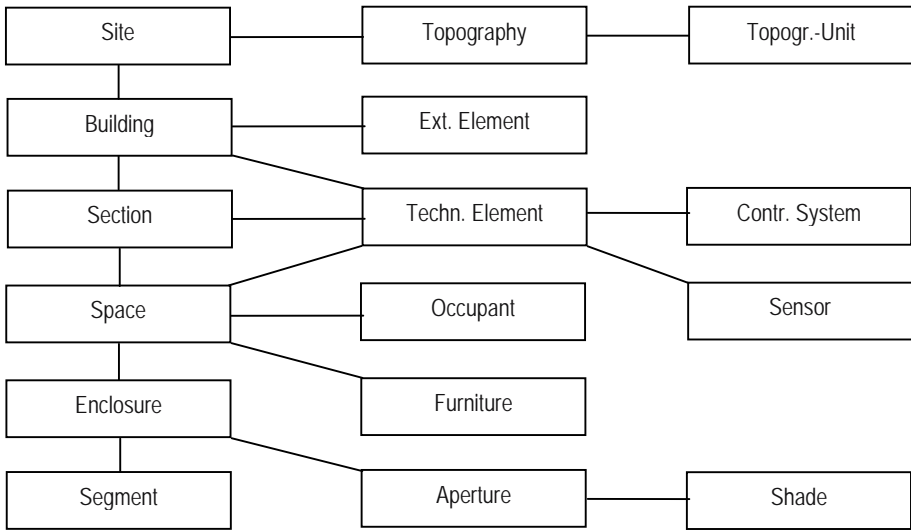 Site
Topography
Topogr.-Unit
Building
Ext. Element
Section
Techn. Element
Contr. System
Space
Occupant
Sensor
Enclosure
Furniture
Segment
Aperture
Shade